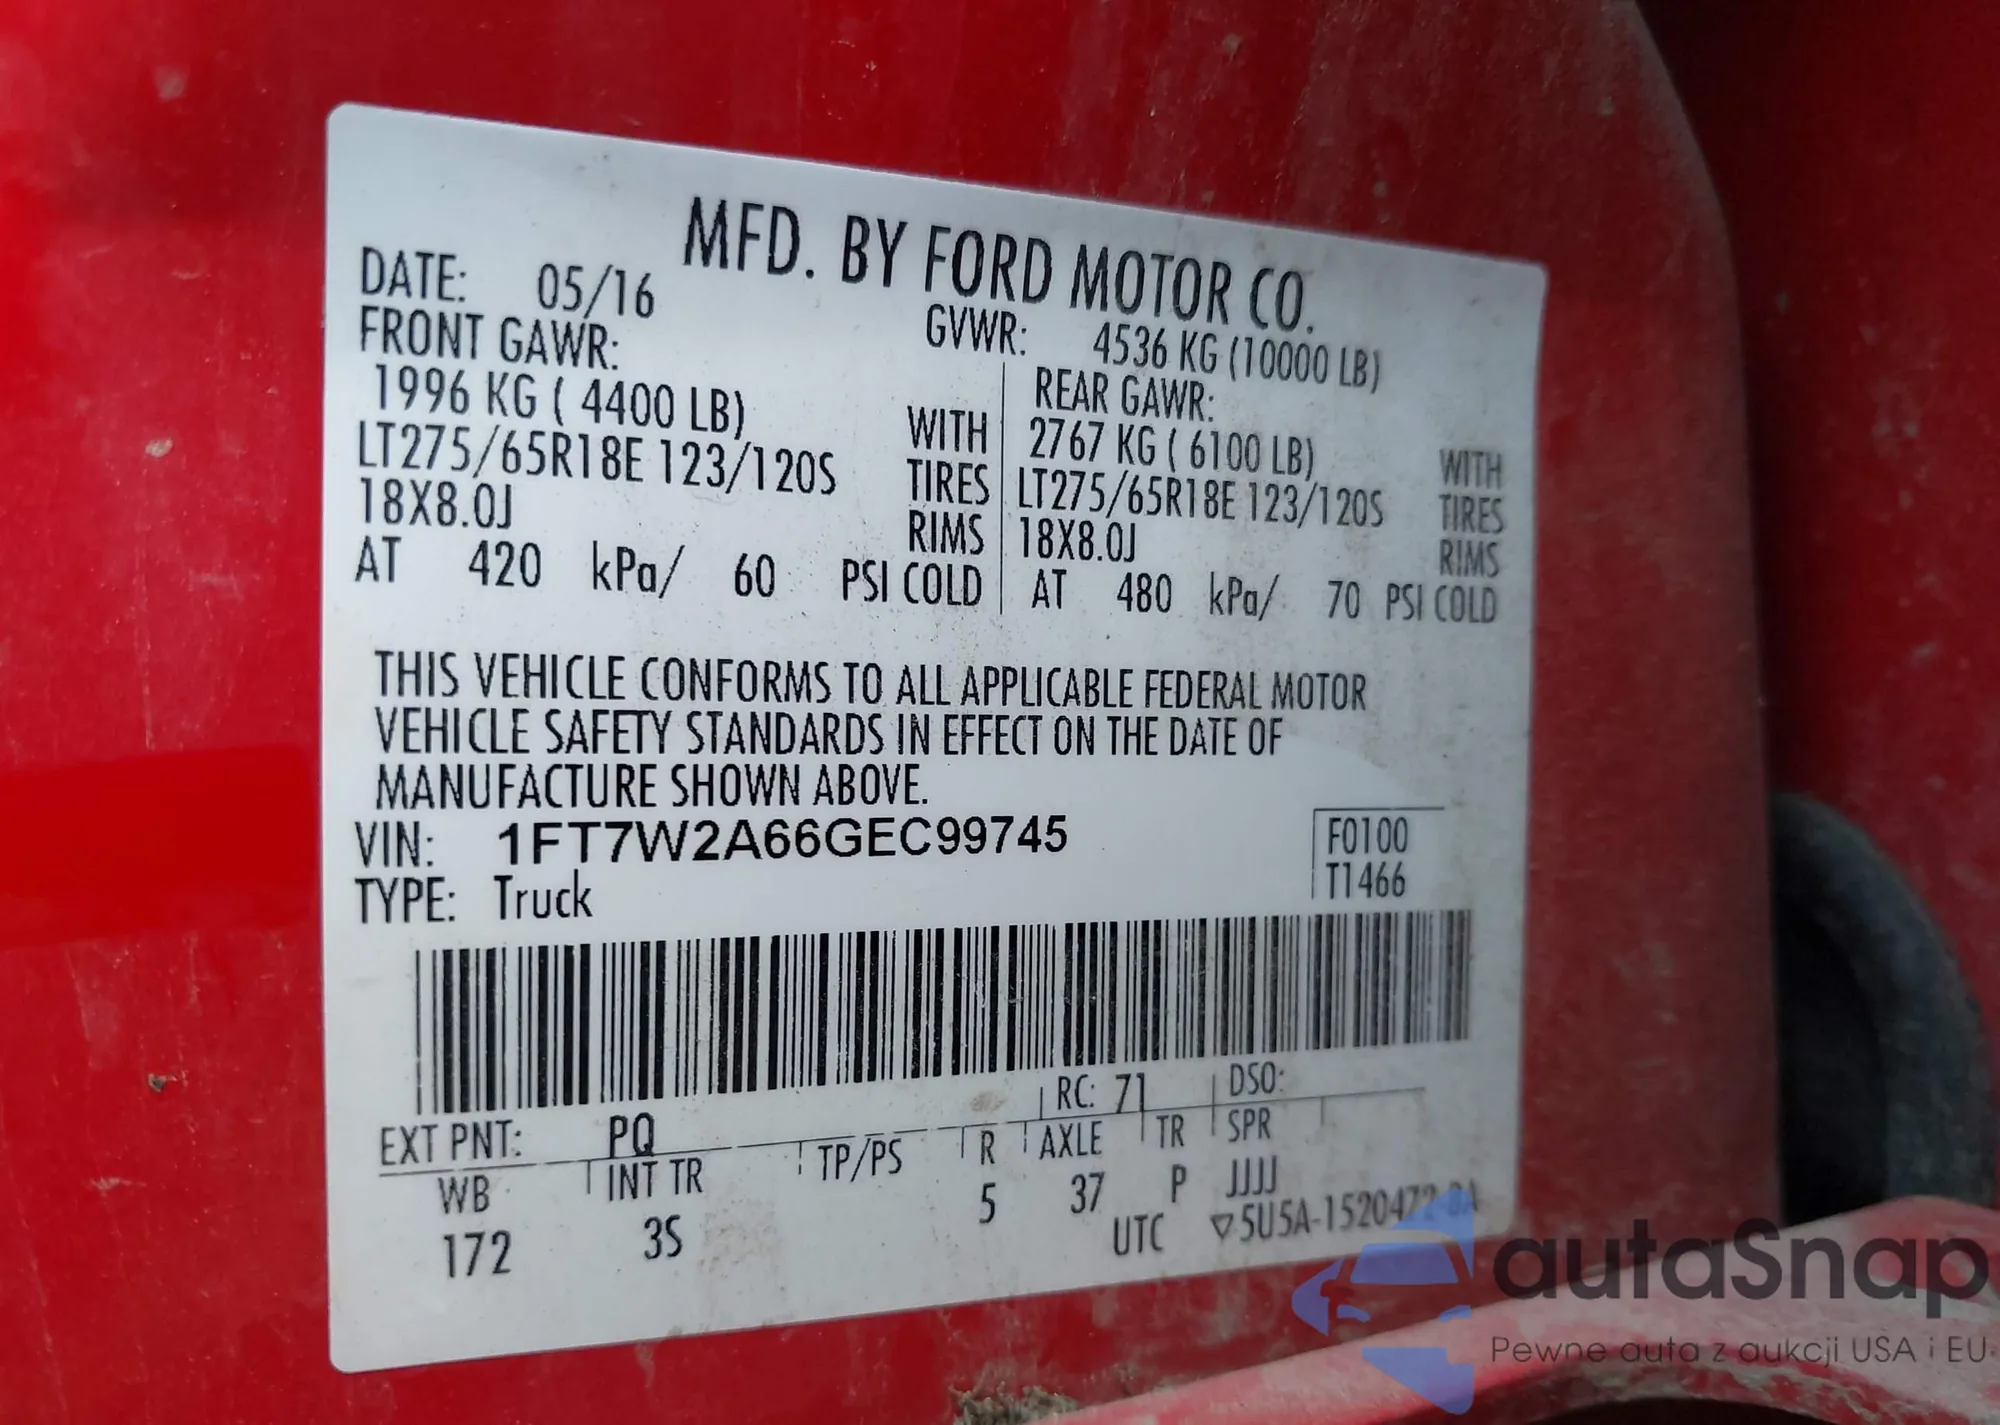 MFD. BY FORD MOTOR CO.
DATE: 05/16 GVWR: 4536 KG (10000 LB)
FRONT GAWR: REAR GAWR:
1996 KG ( 4400 LB) WITH 2767 KG ( 6100 LB) WITH
LT275/65R18E 123/120S TIRES LT275/65R18E 123/120S TIRES
18X8.0J RIMS 18X8.0J RIMS
AT 420 kPa/ 60 PSI COLD AT 480 kPa/ 70 PSI COLD
THIS VEHICLE CONFORMS TO ALL APPLICABLE FEDERAL MOTOR
VEHICLE SAFETY STANDARDS IN EFFECT ON THE DATE OF
MANUFACTURE SHOWN ABOVE.
VIN: 1FT7W2A66GEC99745 F0100
TYPE: Truck T1466
EXT PNT: PQ RC: 71 DSO:
WB INT TR TP/PS R AXLE TR SPR
172 3S 5 37 P JJJJ
UTC ▽5U5A-1520472-BA
autaSnap
Pewne auta z aukcji USA i EU